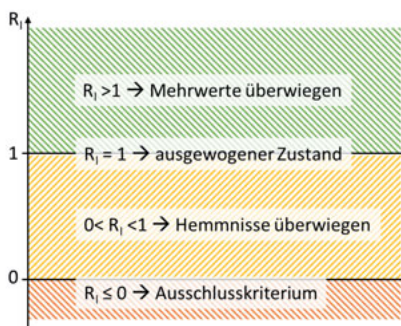 R_I
R_I >1 → Mehrwerte überwiegen
1
R_I = 1 → ausgewogener Zustand
0< R_I <1 → Hemmnisse überwiegen
0
R_I ≤ 0 → Ausschlusskriterium